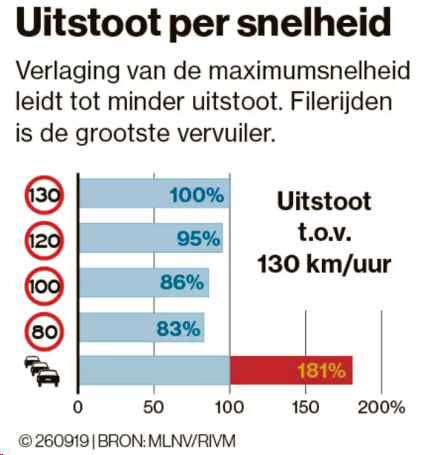 Uitstoot per snelheid
Verlaging van de maximumsnelheid
leidt tot minder uitstoot. Filerijden
is de grootste vervuiler.
130 100%
120 95%
100 86%
80 83%
181%
Uitstoot
t.o.v.
130 km/uur
0 50 100 150 200%
© 260919 | BRON: MLNV/RIVM